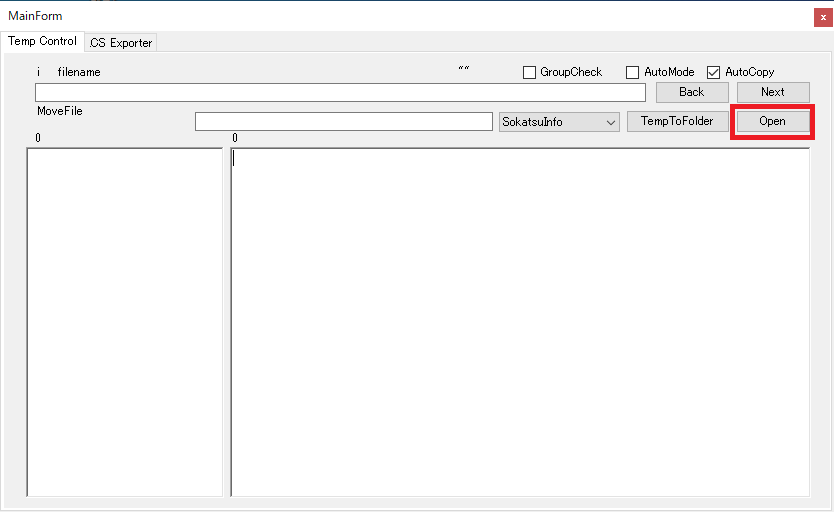 MainForm
x
Temp Control CS Exporter
i filename "" GroupCheck AutoMode AutoCopy
Back Next
MoveFile
SokatsuInfo TempToFolder Open
0 0